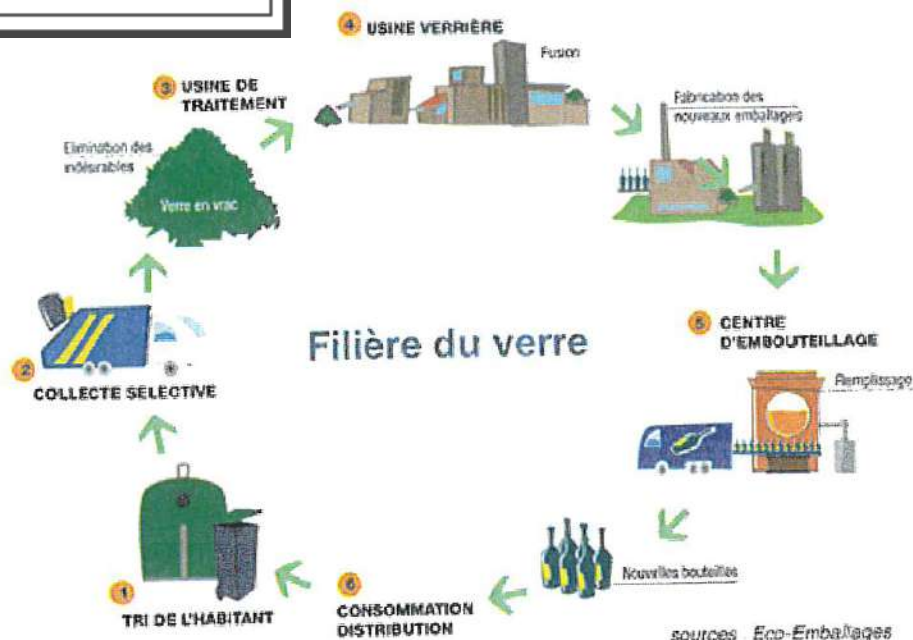 4 USINE VERRIÈRE
Fusion
3 USINE DE
TRAITEMENT
Elimination des
indésirables
Verre en vrac
Fabrication des
nouveaux emballages
Filière du verre
5 CENTRE
D'EMBOUTEILLAGE
Remplissage
2
COLLECTE SÉLECTIVE
Nouvelles bouteilles
1
TRI DE L'HABITANT
6
CONSOMMATION
DISTRIBUTION
sources Eco-Emballages